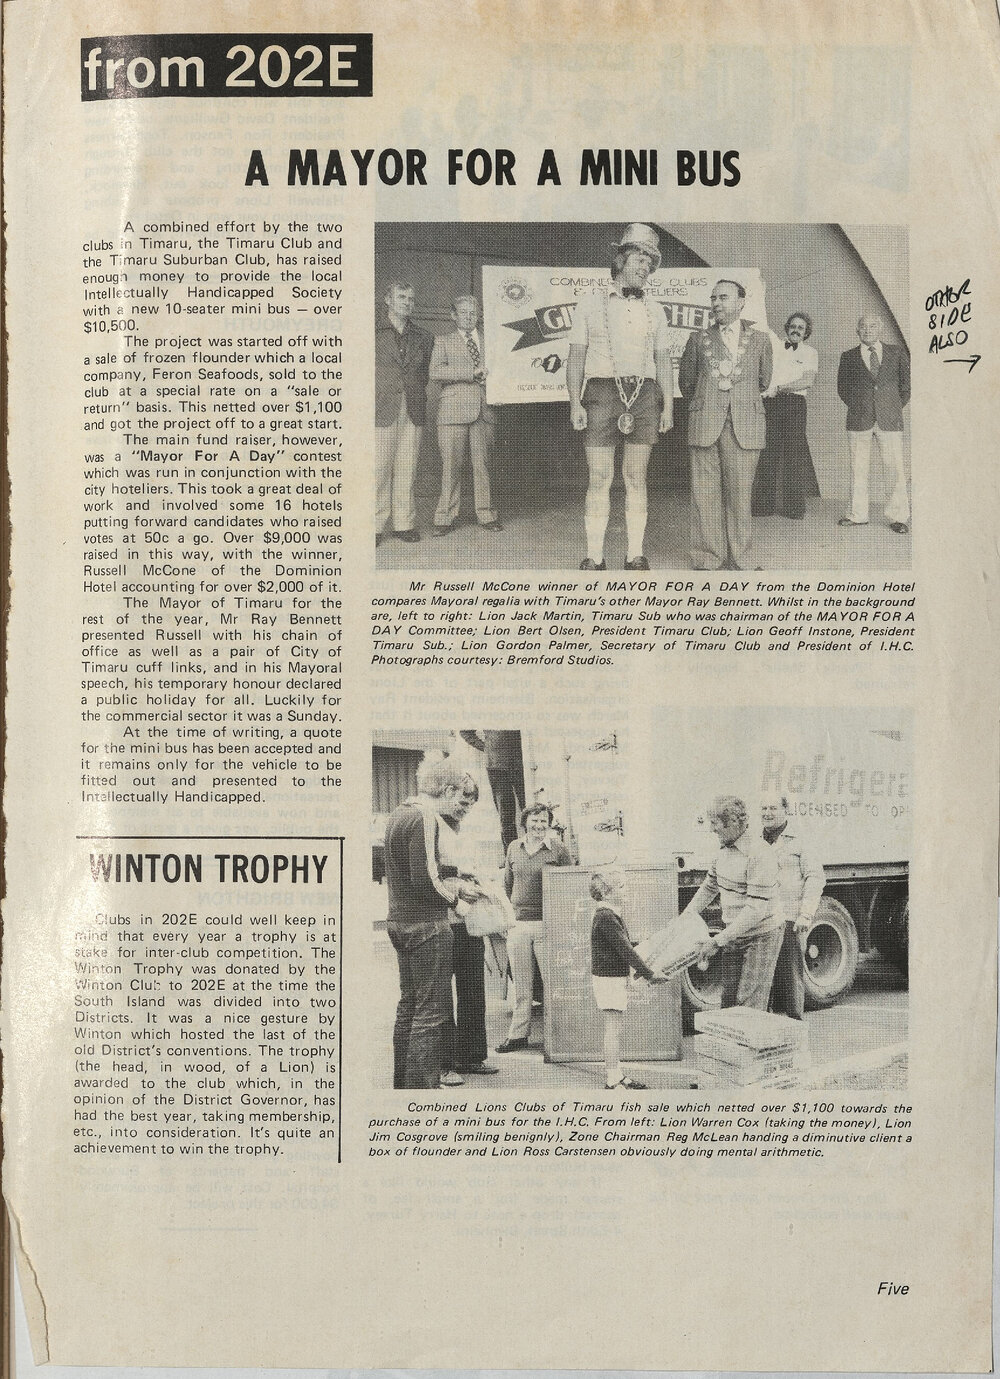 from 202E
A MAYOR FOR A MINI BUS
A combined effort by the two
clubs in Timaru, the Timaru Club and
the Timaru Suburban Club, has raised
enough money to provide the local
Intellectually Handicapped Society
with a new 10-seater mini bus — over
$10,500.
The project was started off with
a sale of frozen flounder which a local
company, Feron Seafoods, sold to the
club at a special rate on a "sale or
return" basis. This netted over $1,100
and got the project off to a great start.
The main fund raiser, however,
was a "Mayor For A Day" contest
which was run in conjunction with the
city hoteliers. This took a great deal of
work and involved some 16 hotels
putting forward candidates who raised
votes at 50c a go. Over $9,000 was
raised in this way, with the winner,
Russell McCone of the Dominion
Hotel accounting for over $2,000 of it.
The Mayor of Timaru for the
rest of the year, Mr Ray Bennett
presented Russell with his chain of
office as well as a pair of City of
Timaru cuff links, and in his Mayoral
speech, his temporary honour declared
a public holiday for all. Luckily for
the commercial sector it was a Sunday.
At the time of writing, a quote
for the mini bus has been accepted and
it remains only for the vehicle to be
fitted out and presented to the
Intellectually Handicapped.
WINTON TROPHY
Clubs in 202E could well keep in
mind that every year a trophy is at
stake for inter-club competition. The
Winton Trophy was donated by the
Winton Club to 202E at the time the
South Island was divided into two
Districts. It was a nice gesture by
Winton which hosted the last of the
old District's conventions. The trophy
(the head, in wood, of a Lion) is
awarded to the club which, in the
opinion of the District Governor, has
had the best year, taking membership,
etc., into consideration. It's quite an
achievement to win the trophy.
COMBINE NS CLUBS
TELIERS
CHER
OTHER
SIDE
ALSO
Mr Russell McCone winner of MAYOR FOR A DAY from the Dominion Hotel
compares Mayoral regalia with Timaru's other Mayor Ray Bennett. Whilst in the background
are, left to right: Lion Jack Martin, Timaru Sub who was chairman of the MAYOR FOR A
DAY Committee; Lion Bert Olsen, President Timaru Club; Lion Geoff Instone, President
Timaru Sub.; Lion Gordon Palmer, Secretary of Timaru Club and President of I.H.C.
Photographs courtesy: Bremford Studios.
Refrigera
LICENSED TO OP
Combined Lions Clubs of Timaru fish sale which netted over $1,100 towards the
purchase of a mini bus for the I.H.C. From left: Lion Warren Cox (taking the money), Lion
Jim Cosgrove (smiling benignly), Zone Chairman Reg McLean handing a diminutive client a
box of flounder and Lion Ross Carstensen obviously doing mental arithmetic.
Five